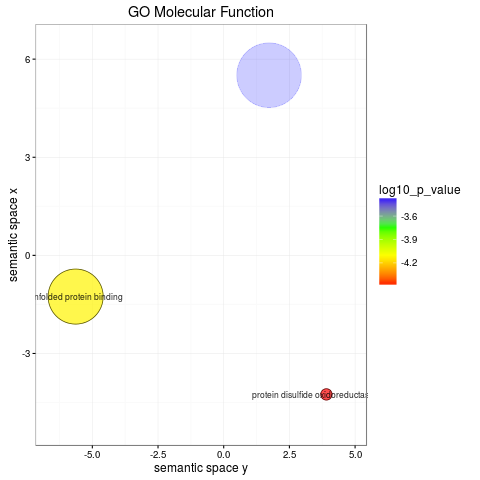 GO Molecular Function
6
3
0
-3
semantic space x
nfolded protein binding
protein disulfide oxidoreductas
-5.0
-2.5
0.0
2.5
5.0
semantic space y
log10_p_value
-3.6
-3.9
-4.2